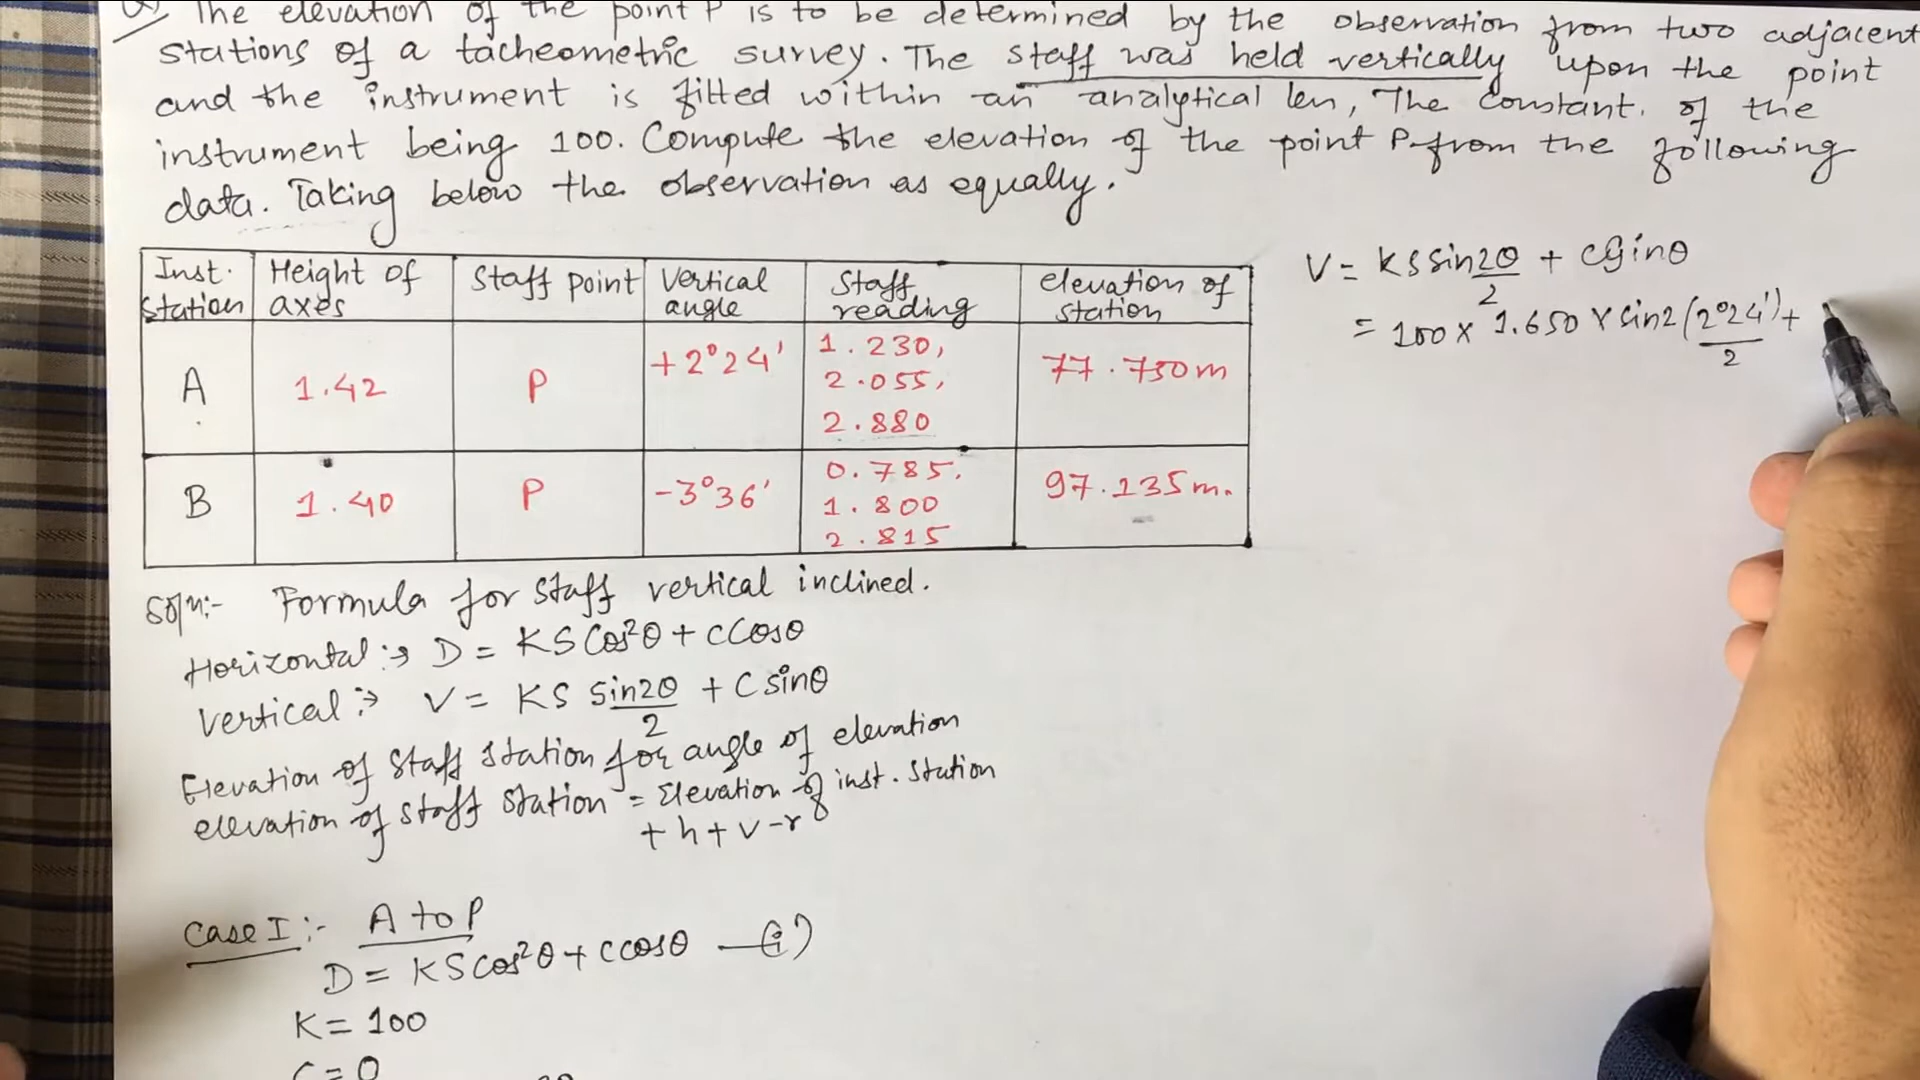 The elevation of the point P is to be determined by the observation from two adjacent
stations of a tacheometric survey. The staff was held vertically upon the point
and the instrument is fitted within an analytical len, The constant. of the
instrument being 100. Compute the elevation of the point P from the following
data. Taking below the observation as equally.
Inst. station Height of axes Staff point Vertical angle Staff reading elevation of station
A 1.42 P +2°24' 1.230, 2.055, 2.880 77.750m
B 1.40 P -3°36' 0.785, 1.800 2.815 97.135m.
Soln:- Formula for staff vertical inclined.
Horizontal :→ D = KS Cos²θ + C Cosθ
Vertical :→ V = KS Sin2θ/2 + C sinθ
Elevation of staff station for angle of elevation
elevation of staff station = Elevation of inst. station
+ h + v - r
Case I :- A to P
D = KS cos²θ + C cosθ —(i)
K = 100
C = 0
V = KS sin2θ/2 + C sinθ
= 100 x 1.650 x sin2(2°24')/2 +